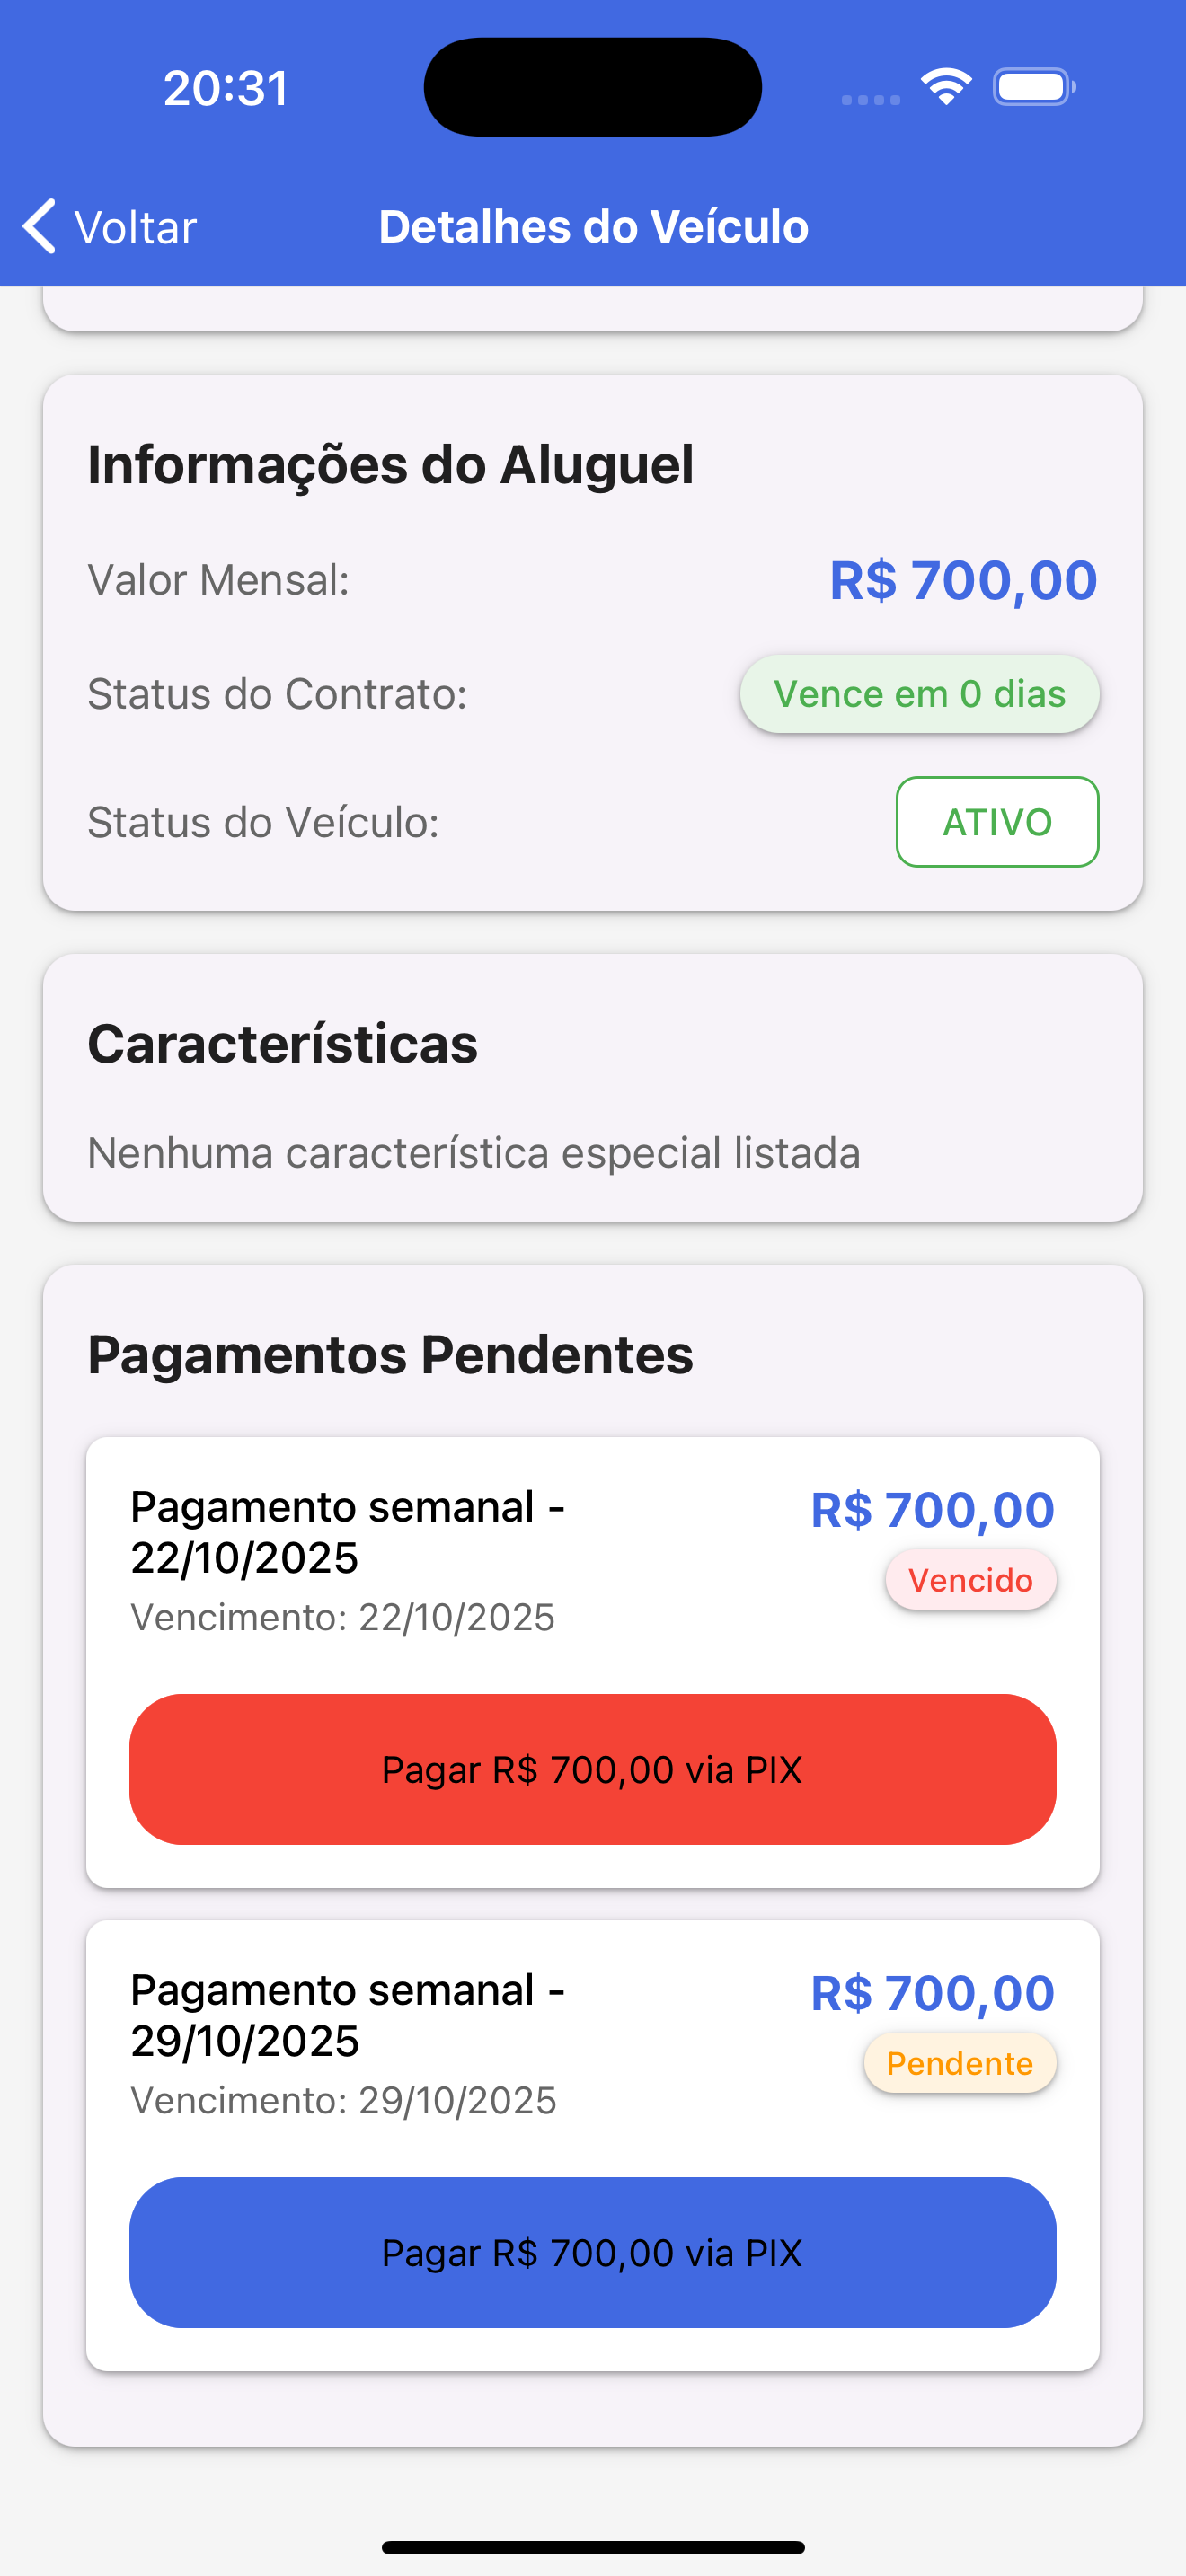 20:31
Voltar
Detalhes do Veículo
Informações do Aluguel
Valor Mensal:
R$ 700,00
Status do Contrato:
Vence em 0 dias
Status do Veículo:
ATIVO
Características
Nenhuma característica especial listada
Pagamentos Pendentes
Pagamento semanal -
22/10/2025
R$ 700,00
Vencido
Vencimento: 22/10/2025
Pagar R$ 700,00 via PIX
Pagamento semanal -
29/10/2025
R$ 700,00
Pendente
Vencimento: 29/10/2025
Pagar R$ 700,00 via PIX